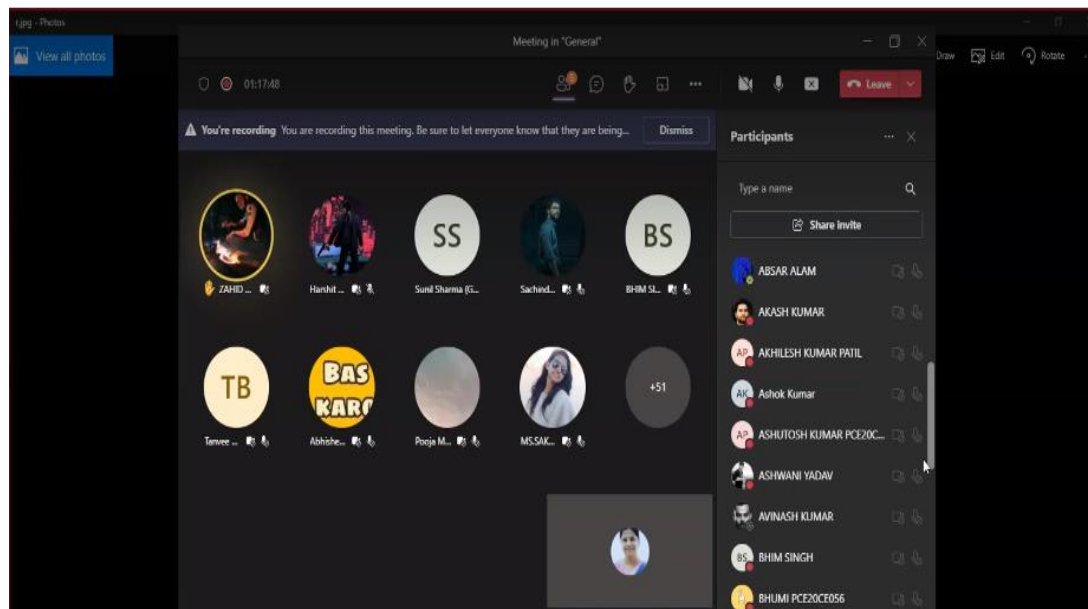 r.jpg - Photos
View all photos
Draw
Edit
Rotate
Meeting in "General"
01:17:48
Leave
You're recording You are recording this meeting. Be sure to let everyone know that they are being... Dismiss
ZAHID ...
Harshit ...
SS
Sunil Sharma (G...
Sachind...
BS
BHIM SI...
TB
Tanvee ...
BAS
KARO
Abhishe...
Pooja M...
MS.SAK...
+51
Participants
Type a name
Share invite
ABSAR ALAM
AKASH KUMAR
AP AKHILESH KUMAR PATIL
AK Ashok Kumar
AP ASHUTOSH KUMAR PCE20C...
ASHWANI YADAV
AVINASH KUMAR
BS BHIM SINGH
BHUMI PCE20CE056